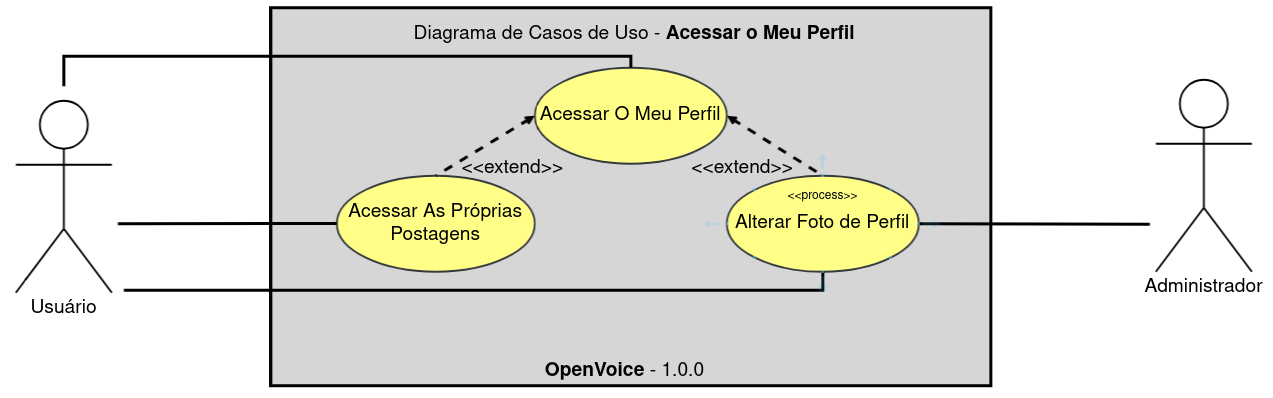 Diagrama de Casos de Uso - Acessar o Meu Perfil
Acessar O Meu Perfil
<<extend>>
<<extend>>
Acessar As Próprias
Postagens
<<process>>
Alterar Foto de Perfil
Usuário
Administrador
OpenVoice - 1.0.0